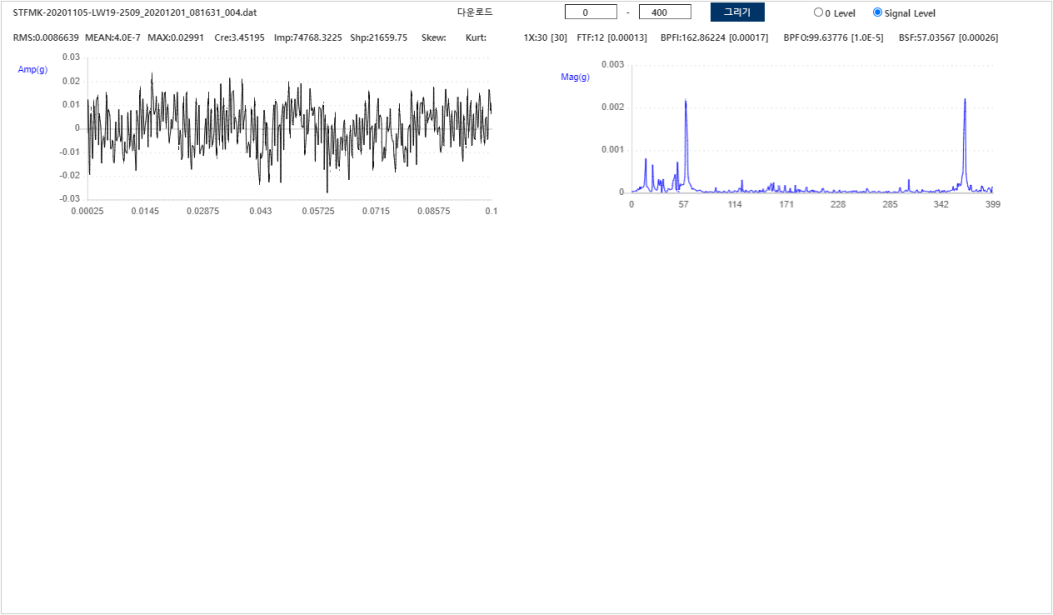 STFMK-20201105-LW19-2509_20201201_081631_004.dat 다운로드 0 - 400 그리기 0 Level Signal Level
RMS:0.0086639 MEAN:4.0E-7 MAX:0.02991 Cre:3.45195 Imp:74768.3225 Shp:21659.75 Skew: Kurt: 1X:30 [30] FTF:12 [0.00013] BPFI:162.86224 [0.00017] BPFO:99.63776 [1.0E-5] BSF:57.03567 [0.00026]
Amp(g)
0.03
0.02
0.01
0
-0.01
-0.02
-0.03
0.00025 0.0145 0.02875 0.043 0.05725 0.0715 0.08575 0.1
Mag(g)
0.003
0.002
0.001
0
0 57 114 171 228 285 342 399